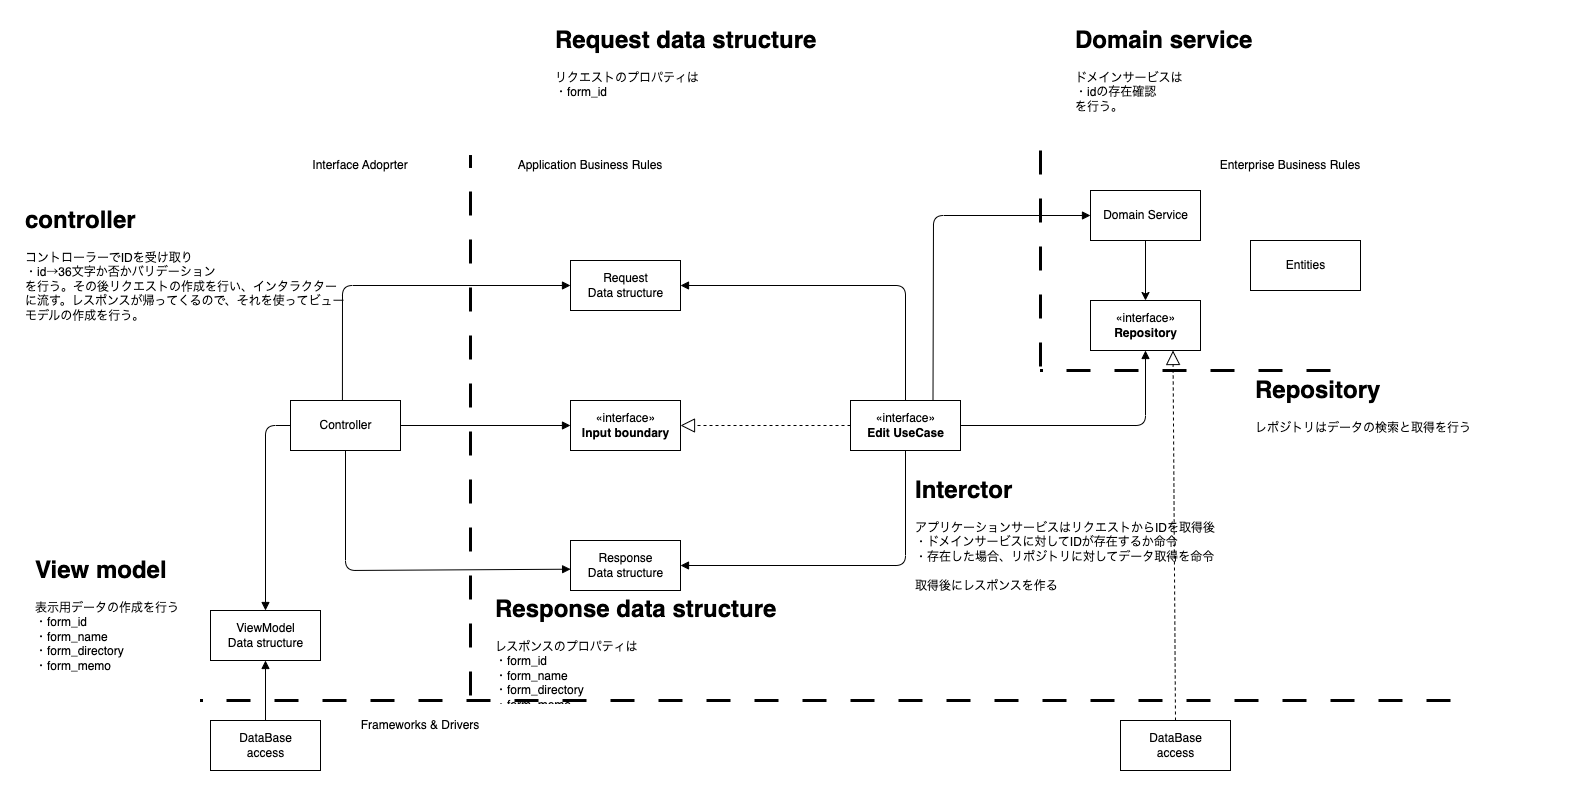 Request data structure
リクエストのプロパティは
・form_id
Domain service
ドメインサービスは
・idの存在確認
を行う。
Interface Adoprter
Application Business Rules
Enterprise Business Rules
controller
コントローラーでIDを受け取り
・id→36文字か否かバリデーション
を行う。その後リクエストの作成を行い、インタラクター
に流す。レスポンスが帰ってくるので、それを使ってビュー
モデルの作成を行う。
Domain Service
Entities
Request
Data structure
«interface»
Repository
Repository
レポジトリはデータの検索と取得を行う
Controller
«interface»
Input boundary
«interface»
Edit UseCase
Interctor
アプリケーションサービスはリクエストからIDを取得後
・ドメインサービスに対してIDが存在するか命令
・存在した場合、リポジトリに対してデータ取得を命令
取得後にレスポンスを作る
Response
Data structure
View model
表示用データの作成を行う
・form_id
・form_name
・form_directory
・form_memo
ViewModel
Data structure
Response data structure
レスポンスのプロパティは
・form_id
・form_name
・form_directory
・form_memo
Frameworks & Drivers
DataBase
access
DataBase
access